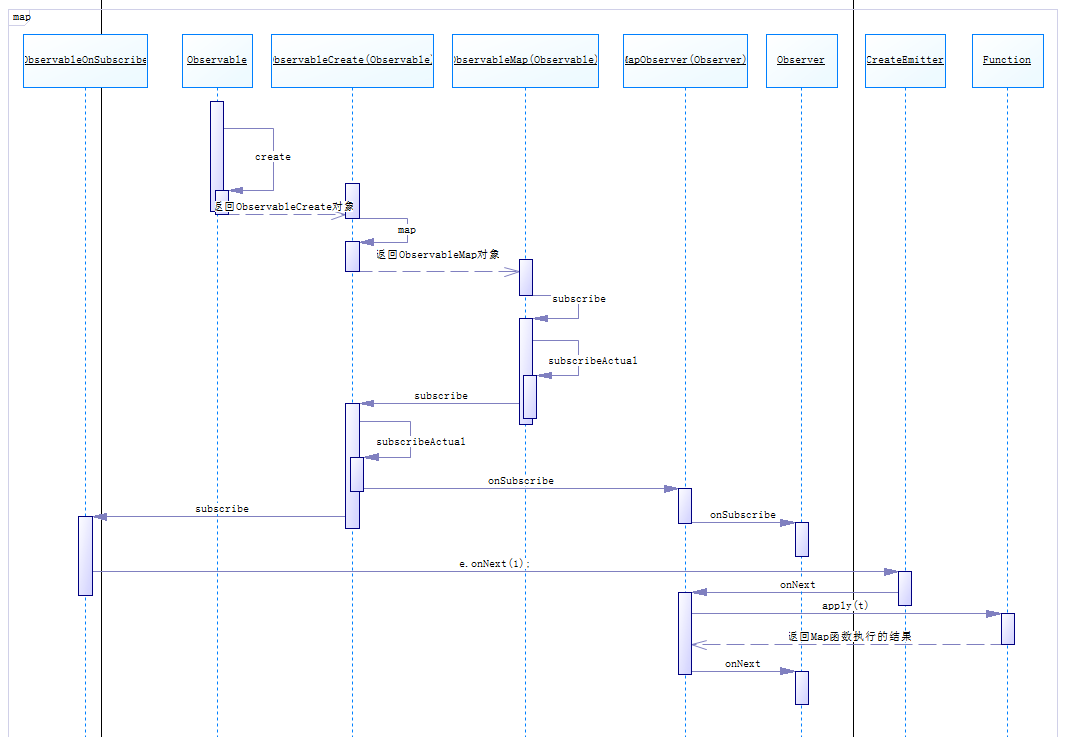 map
ObservableOnSubscribe
Observable
ObservableCreate(Observable)
ObservableMap(Observable)
MapObserver(Observer)
Observer
CreateEmitter
Function
create
返回ObservableCreate对象
map
返回ObservableMap对象
subscribe
subscribeActual
subscribe
subscribeActual
onSubscribe
subscribe
onSubscribe
e.onNext(1);
onNext
apply(t)
返回Map函数执行的结果
onNext